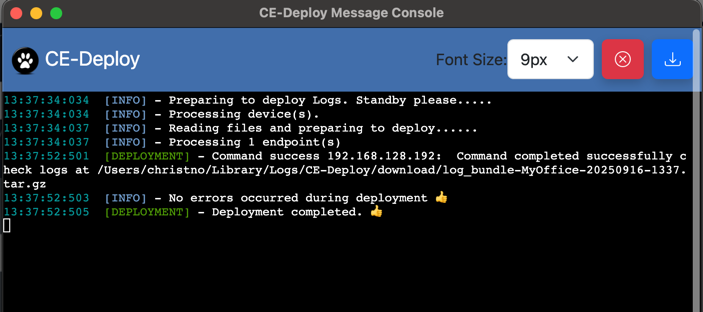 CE-Deploy Message Console
CE-Deploy Font Size: 9px
13:37:34:034 [INFO] - Preparing to deploy Logs. Standby please.....
13:37:34:034 [INFO] - Processing device(s).
13:37:34:037 [INFO] - Reading files and preparing to deploy......
13:37:34:037 [INFO] - Processing 1 endpoint(s)
13:37:52:501 [DEPLOYMENT] - Command success 192.168.128.192:  Command completed successfully c
heck logs at /Users/christno/Library/Logs/CE-Deploy/download/log_bundle-MyOffice-20250916-1337.
tar.gz
13:37:52:503 [INFO] - No errors occurred during deployment 👍
13:37:52:505 [DEPLOYMENT] - Deployment completed. 👍